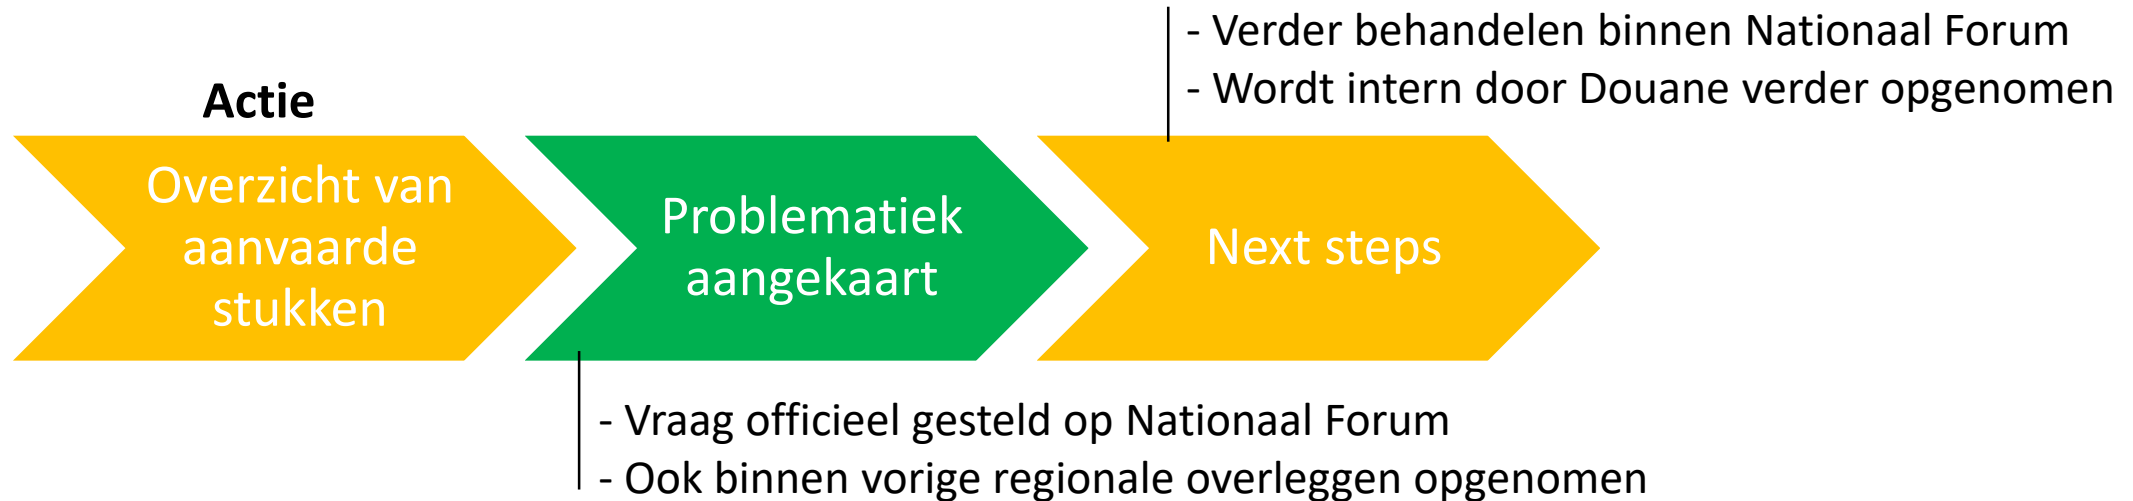 - Verder behandelen binnen Nationaal Forum
- Wordt intern door Douane verder opgenomen
Actie
Overzicht van
aanvaarde
stukken
Problematiek
aangekaart
Next steps
- Vraag officieel gesteld op Nationaal Forum
- Ook binnen vorige regionale overleggen opgenomen